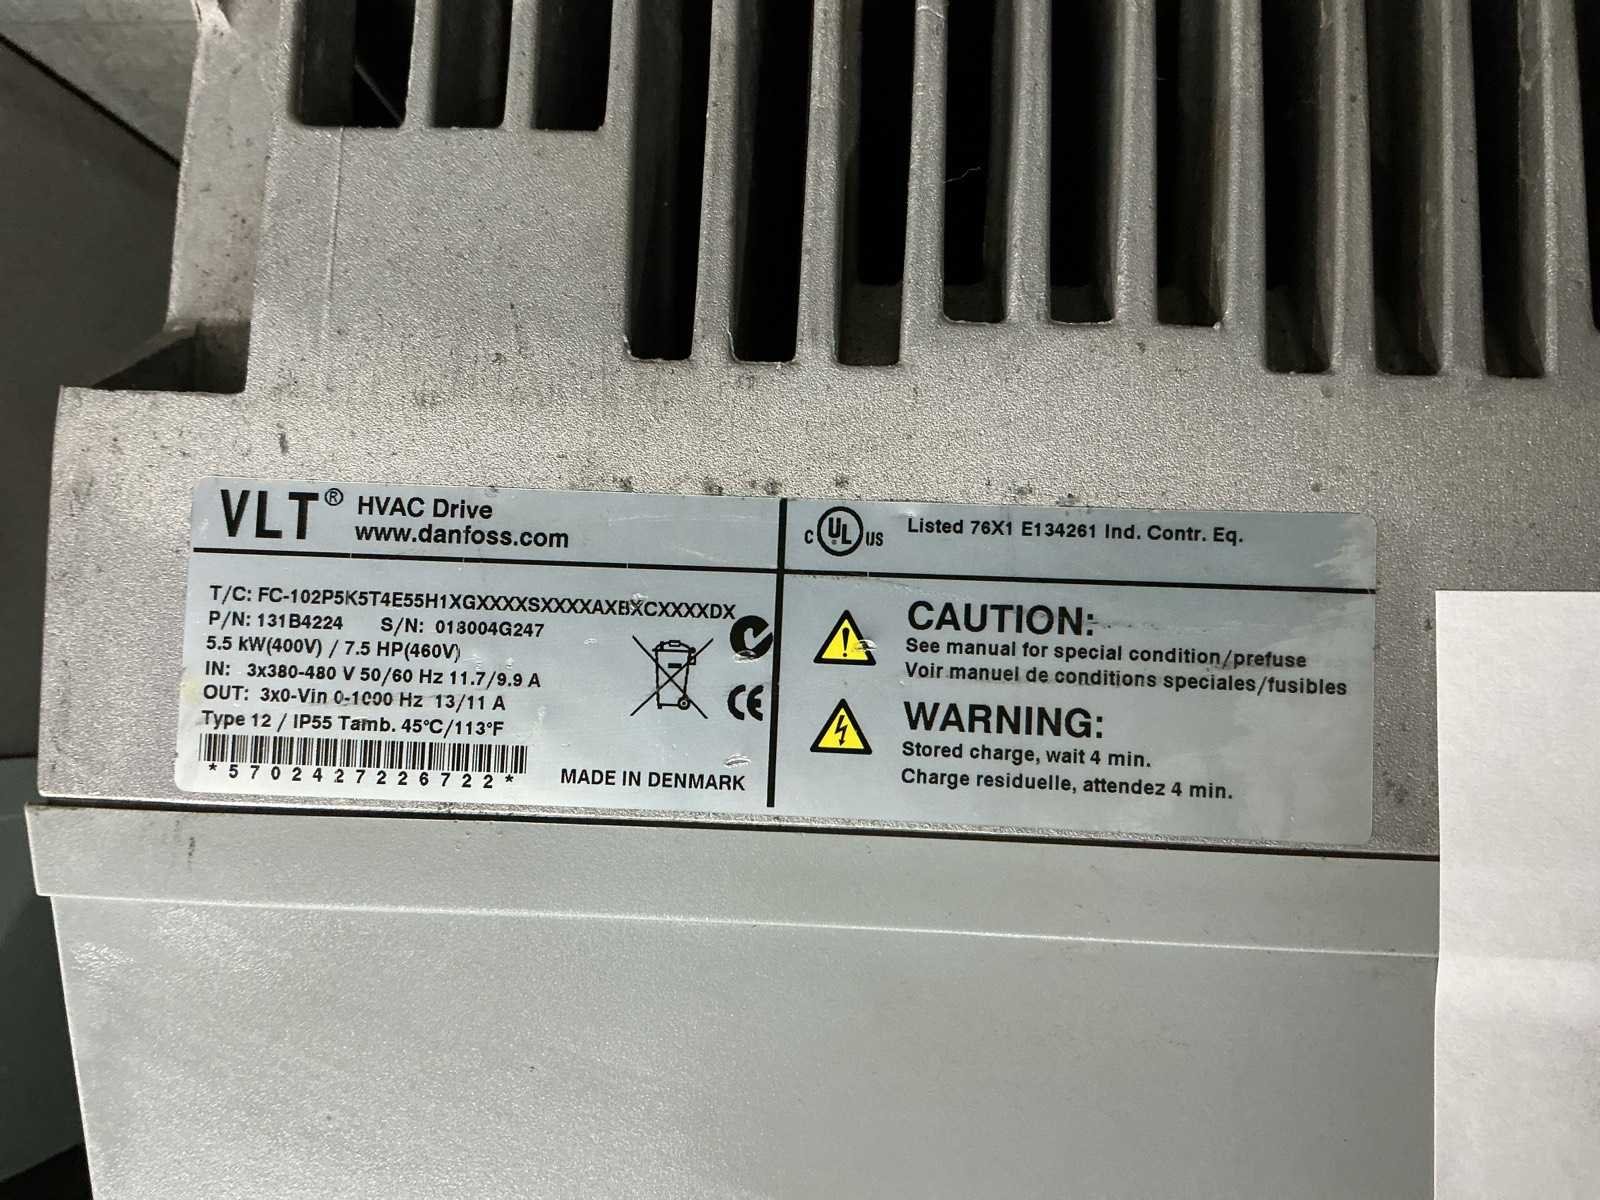 VLT® HVAC Drive
www.danfoss.com
T/C: FC-102P5K5T4E55H1XGXXXXSXXXXAXBXCXXXXDX
P/N: 131B4224 S/N: 018004G247
5.5 kW(400V) / 7.5 HP(460V)
IN: 3x380-480 V 50/60 Hz 11.7/9.9 A
OUT: 3x0-Vin 0-1000 Hz 13/11 A
Type 12 / IP55 Tamb. 45°C/113°F
*5702427226722*
MADE IN DENMARK
CE
C UL US
Listed 76X1 E134261 Ind. Contr. Eq.
CAUTION:
See manual for special condition/prefuse
Voir manuel de conditions speciales/fusibles
WARNING:
Stored charge, wait 4 min.
Charge residuelle, attendez 4 min.